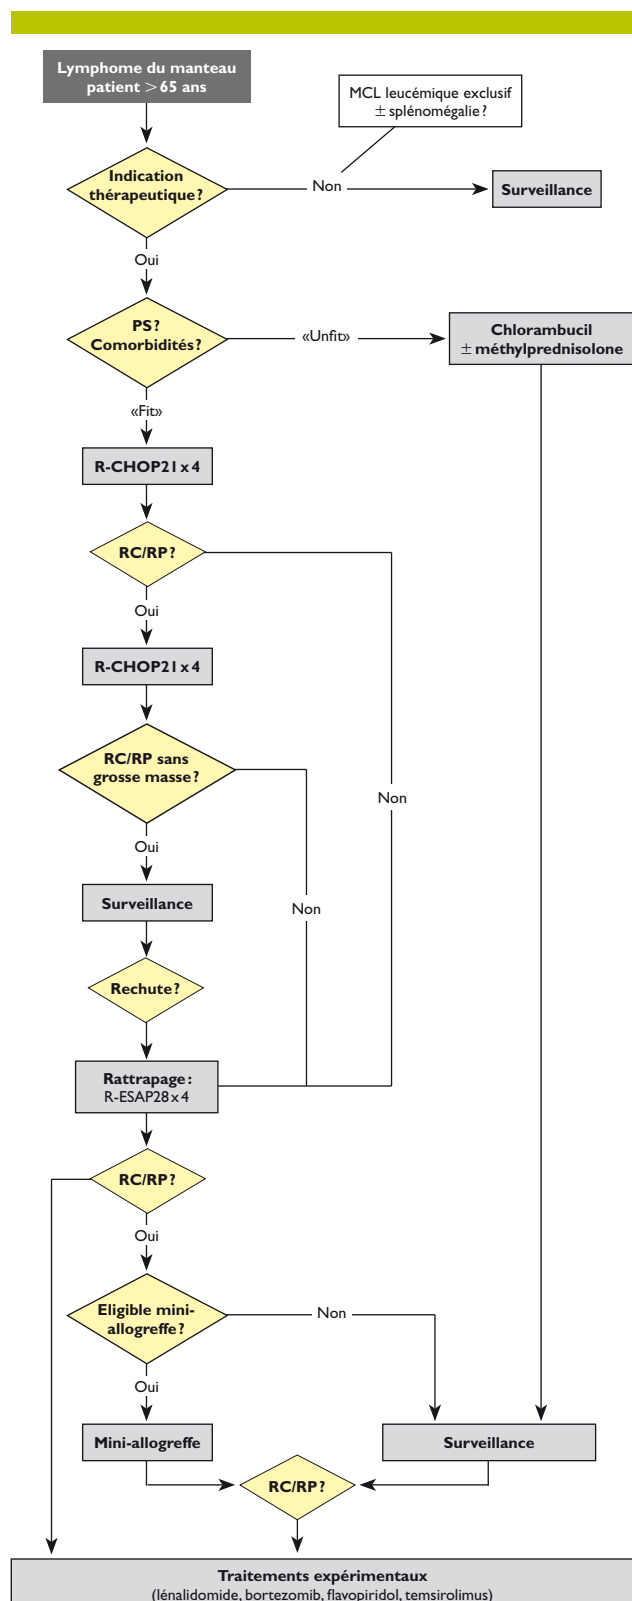 Lymphome du manteau
patient > 65 ans
MCL leucémique exclusif
± splénomégalie ?
Indication
thérapeutique ?
Non
Surveillance
Oui
PS ?
Comorbidités ?
«Unfit»
Chlorambucil
± méthylprednisolone
«Fit»
R-CHOP21 x 4
RC/RP ?
Oui
R-CHOP21 x 4
RC/RP sans
grosse masse ?
Non
Oui
Surveillance
Non
Rechute ?
Rattrapage :
R-ESAP28 x 4
RC/RP ?
Oui
Eligible mini-
allogreffe ?
Non
Oui
Mini-allogreffe
Surveillance
RC/RP ?
Traitements expérimentaux
(lénalidomide, bortezomib, flavopiridol, temsirolimus)